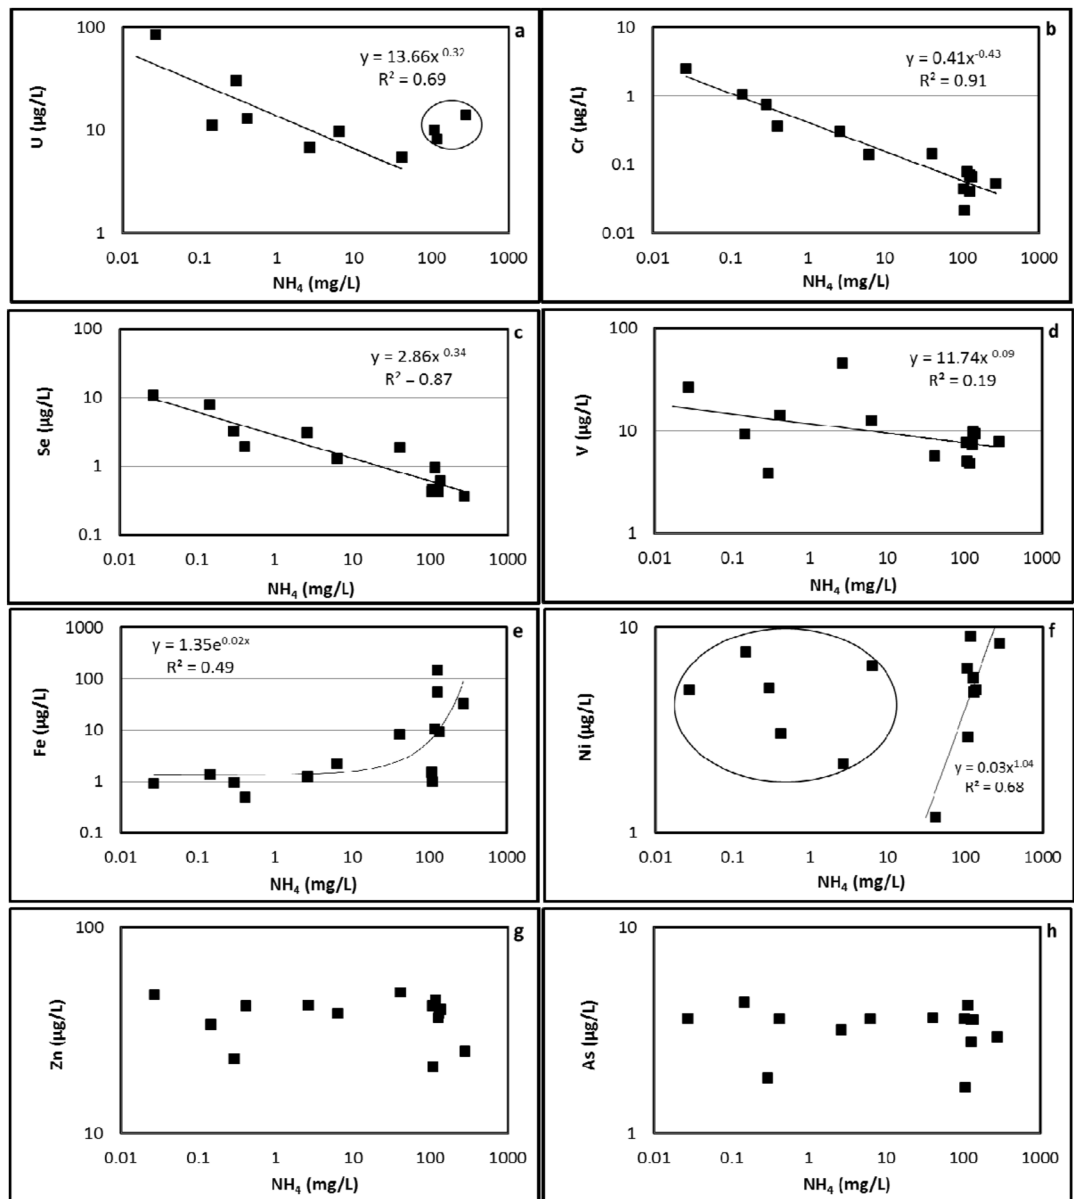 a
100
y = 13.66x 0.32
R² = 0.69
U (µg/L)
10
1
0.01 0.1 1 10 100 1000
NH₄ (mg/L)
b
10
y = 0.41x-0.43
R² = 0.91
Cr (µg/L)
1
0.1
0.01
0.01 0.1 1 10 100 1000
NH₄ (mg/L)
c
100
y = 2.86x 0.34
R² – 0.87
Se (µg/L)
10
1
0.1
0.01 0.1 1 10 100 1000
NH₄ (mg/L)
d
100
y = 11.74x 0.09
R² = 0.19
V (µg/L)
10
1
0.01 0.1 1 10 100 1000
NH₄ (mg/L)
e
1000
y = 1.35e0.02x
R² = 0.49
100
Fe (µg/L)
10
1
0.1
0.01 0.1 1 10 100 1000
NH₄ (mg/L)
f
10
Ni (µg/L)
y = 0.03x1.04
R² = 0.68
1
0.01 0.1 1 10 100 1000
NH₄ (mg/L)
g
100
Zn (µg/L)
10
0.01 0.1 1 10 100 1000
NH₄ (mg/L)
h
10
As (µg/L)
1
0.01 0.1 1 10 100 1000
NH₄ (mg/L)